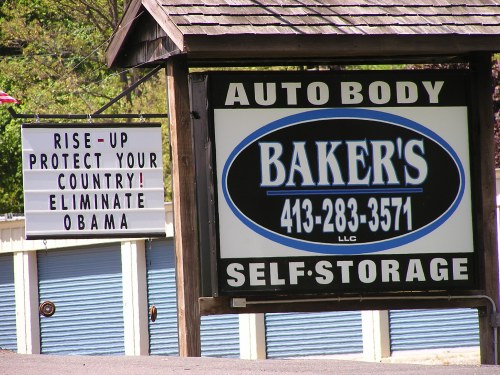 RISE-UP
PROTECT YOUR
COUNTRY!
ELIMINATE
OBAMA
AUTO BODY
BAKER'S
413-283-3571
LLC
SELF·STORAGE